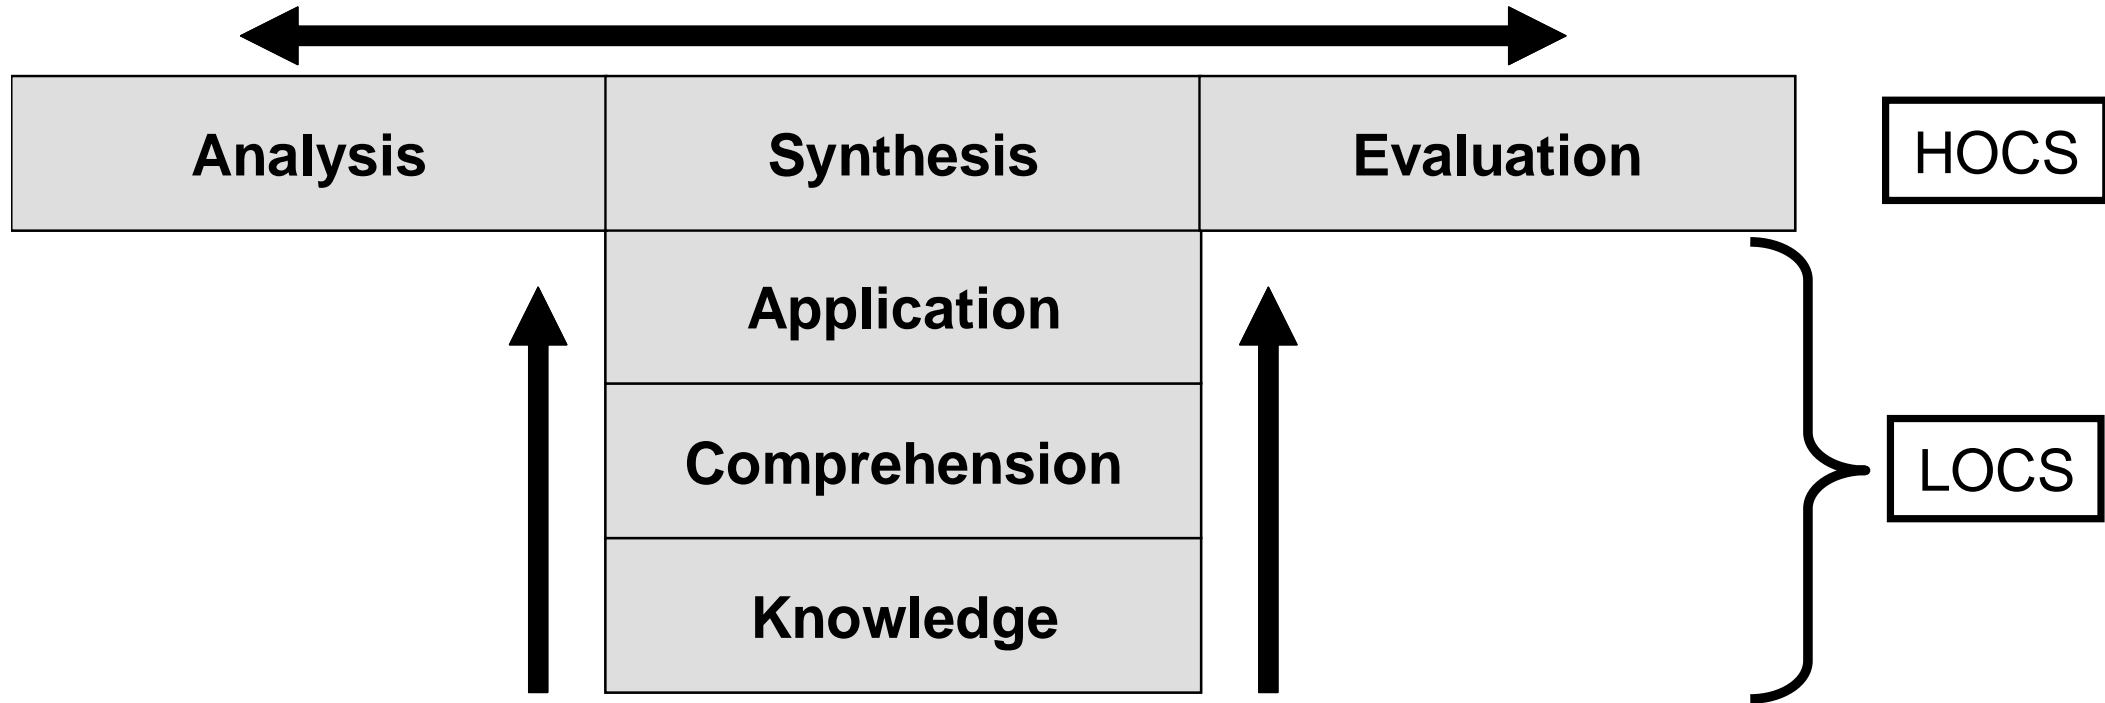 Analysis Synthesis Evaluation HOCS
Application
Comprehension LOCS
Knowledge